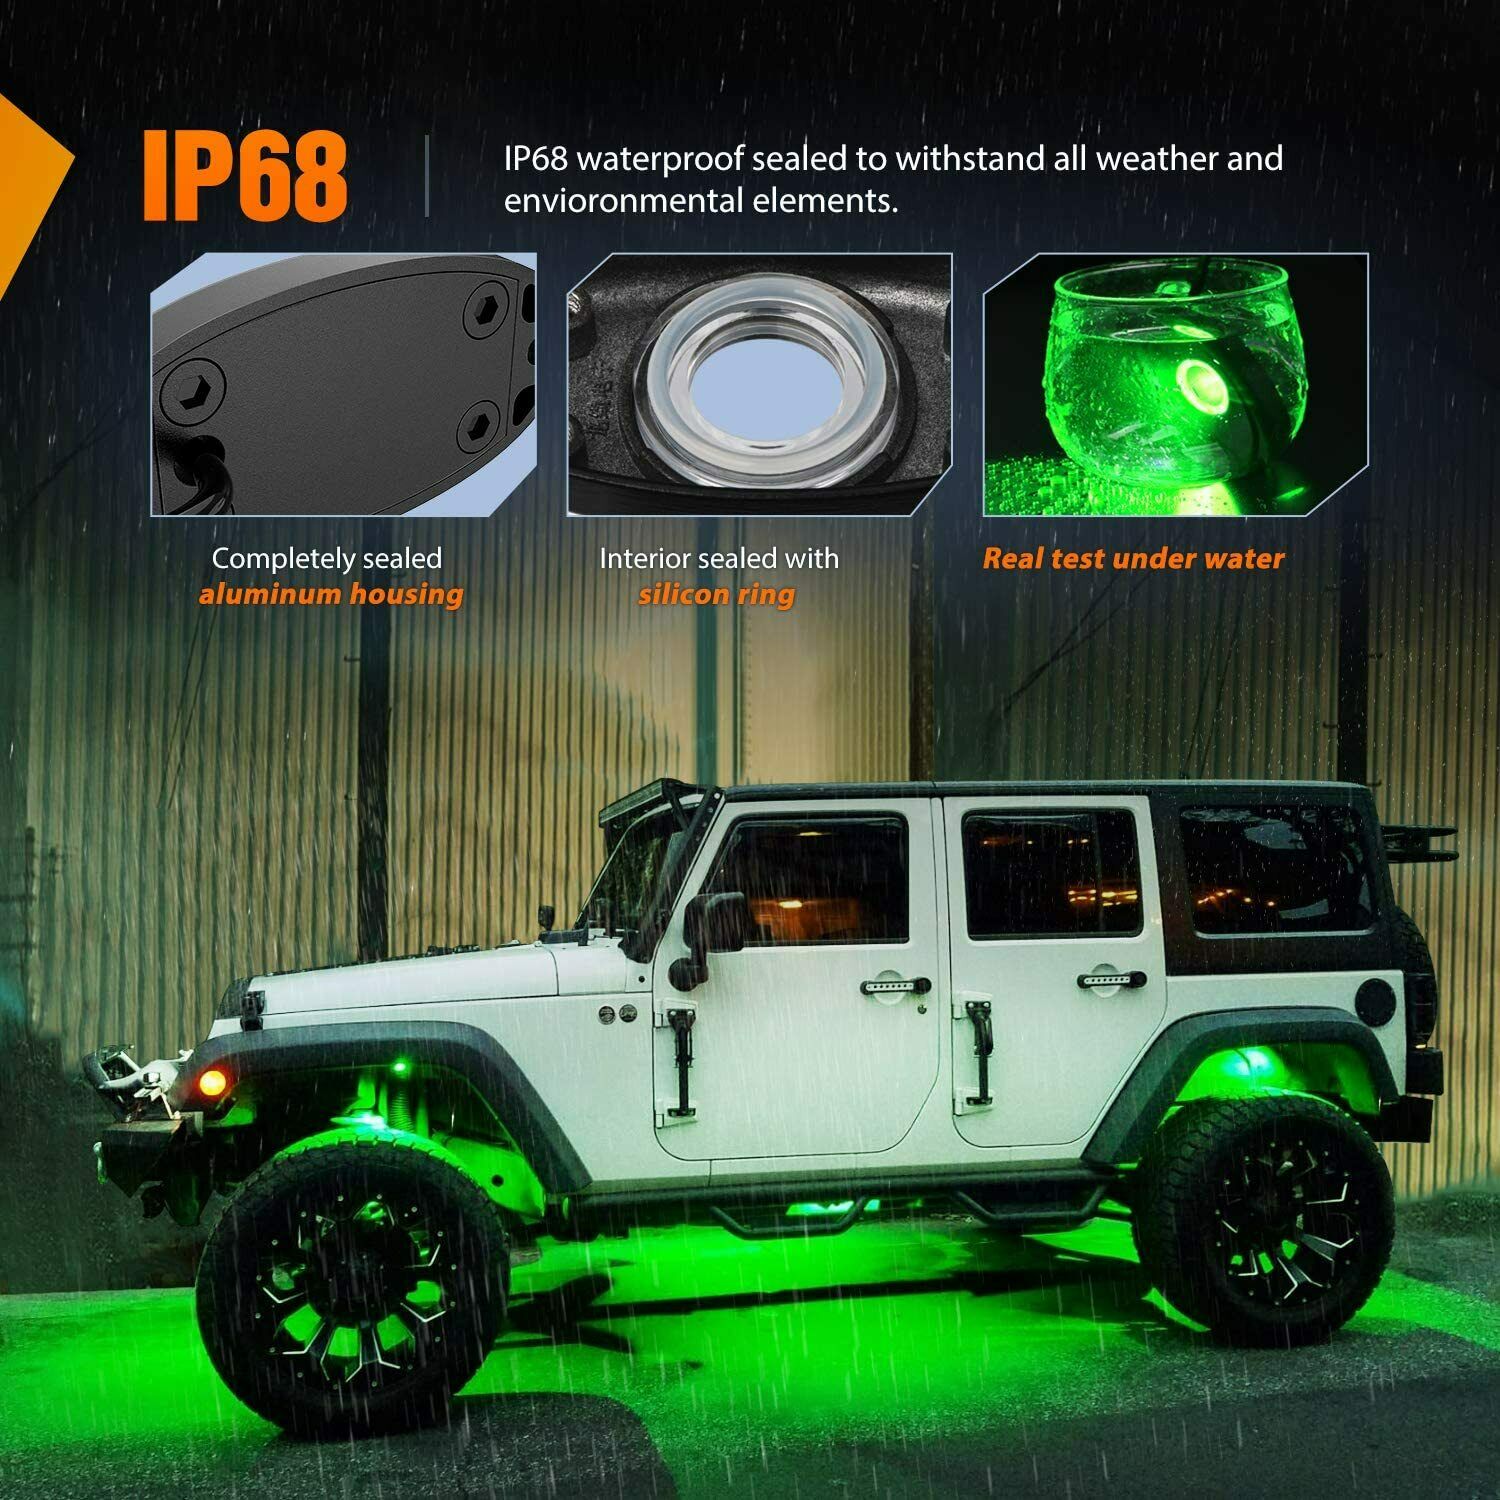 IP68
IP68 waterproof sealed to withstand all weather and
envioronmental elements.
Completely sealed
aluminum housing
Interior sealed with
silicon ring
Real test under water